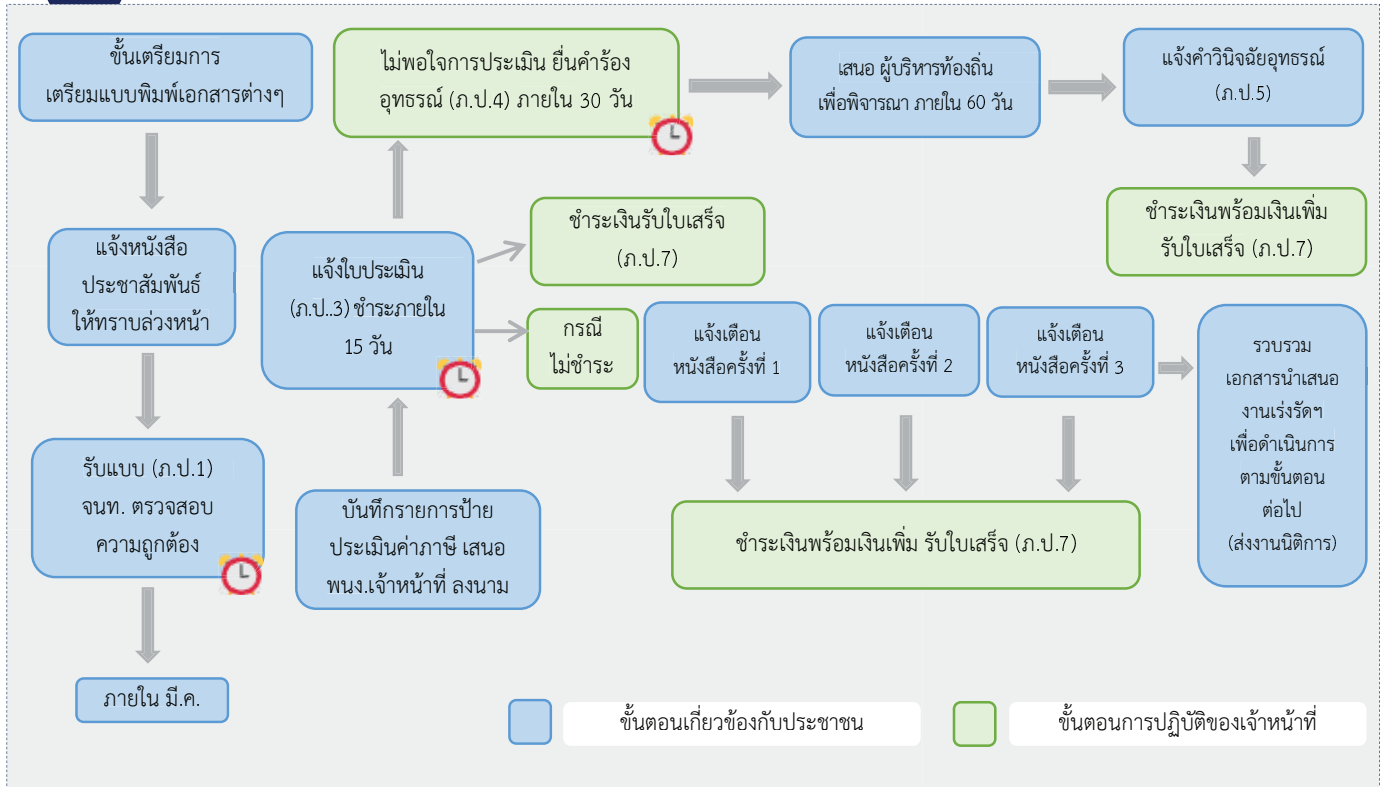 ขั้นเตรียมการ
เตรียมแบบพิมพ์เอกสารต่างๆ
แจ้งหนังสือ
ประชาสัมพันธ์
ให้ทราบล่วงหน้า
รับแบบ (ภ.ป.1)
จนท. ตรวจสอบ
ความถูกต้อง
ภายใน มี.ค.
บันทึกรายการป้าย
ประเมินค่าภาษี เสนอ
พนง.เจ้าหน้าที่ ลงนาม
แจ้งใบประเมิน
(ภ.ป..3) ชำระภายใน
15 วัน
ไม่พอใจการประเมิน ยื่นคำร้อง
อุทธรณ์ (ภ.ป.4) ภายใน 30 วัน
เสนอ ผู้บริหารท้องถิ่น
เพื่อพิจารณา ภายใน 60 วัน
แจ้งคำวินิจฉัยอุทธรณ์
(ภ.ป.5)
ชำระเงินพร้อมเงินเพิ่ม
รับใบเสร็จ (ภ.ป.7)
ชำระเงินรับใบเสร็จ
(ภ.ป.7)
กรณี
ไม่ชำระ
แจ้งเตือน
หนังสือครั้งที่ 1
แจ้งเตือน
หนังสือครั้งที่ 2
แจ้งเตือน
หนังสือครั้งที่ 3
รวบรวม
เอกสารนำเสนอ
งานเร่งรัดฯ
เพื่อดำเนินการ
ตามขั้นตอน
ต่อไป
(ส่งงานนิติการ)
ชำระเงินพร้อมเงินเพิ่ม รับใบเสร็จ (ภ.ป.7)
ขั้นตอนเกี่ยวข้องกับประชาชน
ขั้นตอนการปฏิบัติของเจ้าหน้าที่